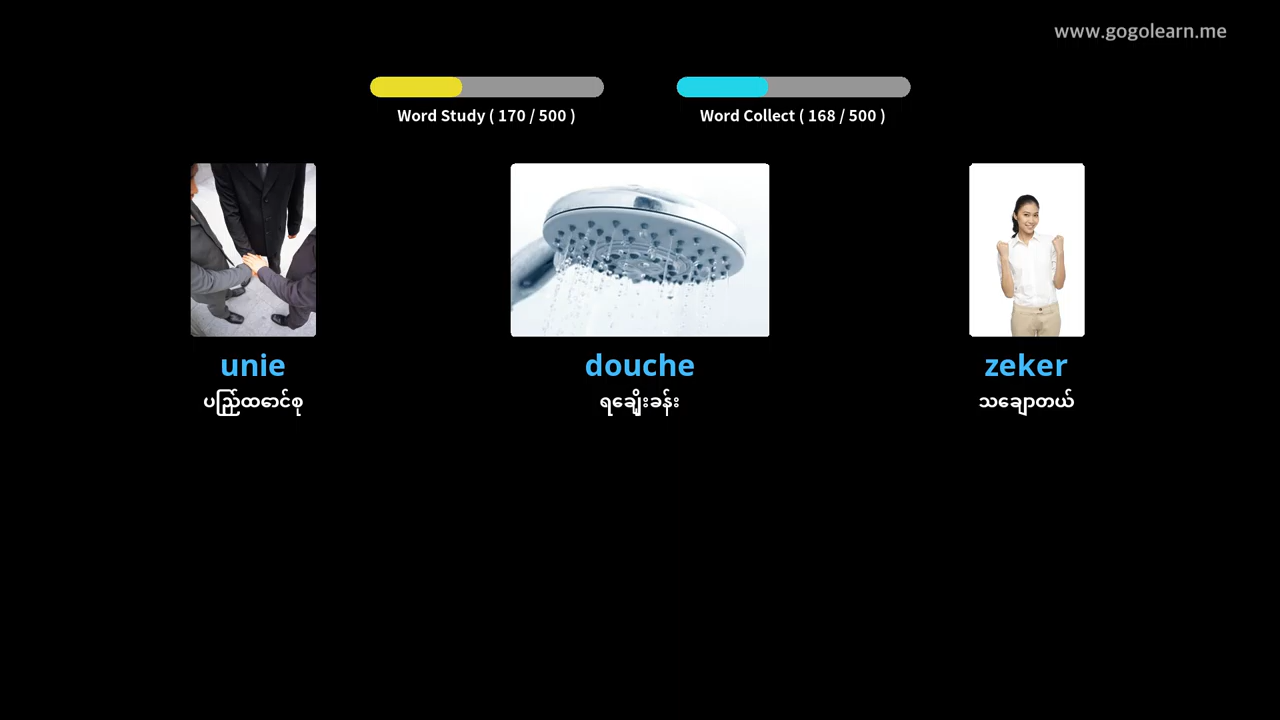 www.gogolearn.me
Word Study ( 170 / 500 )
Word Collect ( 168 / 500 )
unie
douche
zeker
ပြည်ထောင်စု
ရေချိုးခန်း
သေချာတယ်